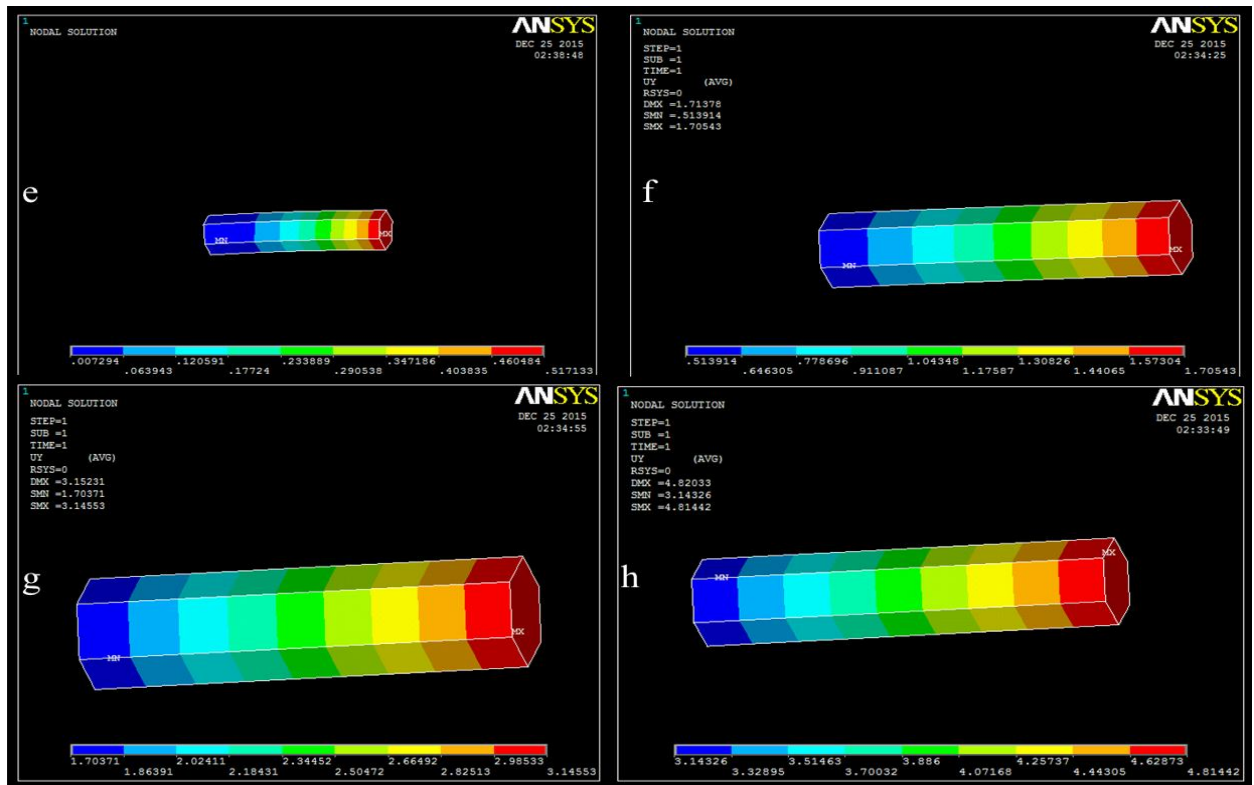 1
NODAL SOLUTION
ANSYS
DEC 25 2015
02:38:48
e
MN
MX
.007294 .120591 .233889 .347186 .460484
.063943 .17724 .290538 .403835 .517133
1
NODAL SOLUTION
STEP=1
SUB =1
TIME=1
UY (AVG)
RSYS=0
DMX =1.71378
SMN =.513914
SMX =1.70543
ANSYS
DEC 25 2015
02:34:25
f
MN
MX
.513914 .778696 1.04348 1.30826 1.57304
.646305 .911087 1.17587 1.44065 1.70543
1
NODAL SOLUTION
STEP=1
SUB =1
TIME=1
UY (AVG)
RSYS=0
DMX =3.15231
SMN =1.70371
SMX =3.14553
ANSYS
DEC 25 2015
02:34:55
g
MN
MX
1.70371 2.02411 2.34452 2.66492 2.98533
1.86391 2.18431 2.50472 2.82513 3.14553
1
NODAL SOLUTION
STEP=1
SUB =1
TIME=1
UY (AVG)
RSYS=0
DMX =4.82033
SMN =3.14326
SMX =4.81442
ANSYS
DEC 25 2015
02:33:49
h
MN
MX
3.14326 3.51463 3.886 4.25737 4.62873
3.32895 3.70032 4.07168 4.44305 4.81442